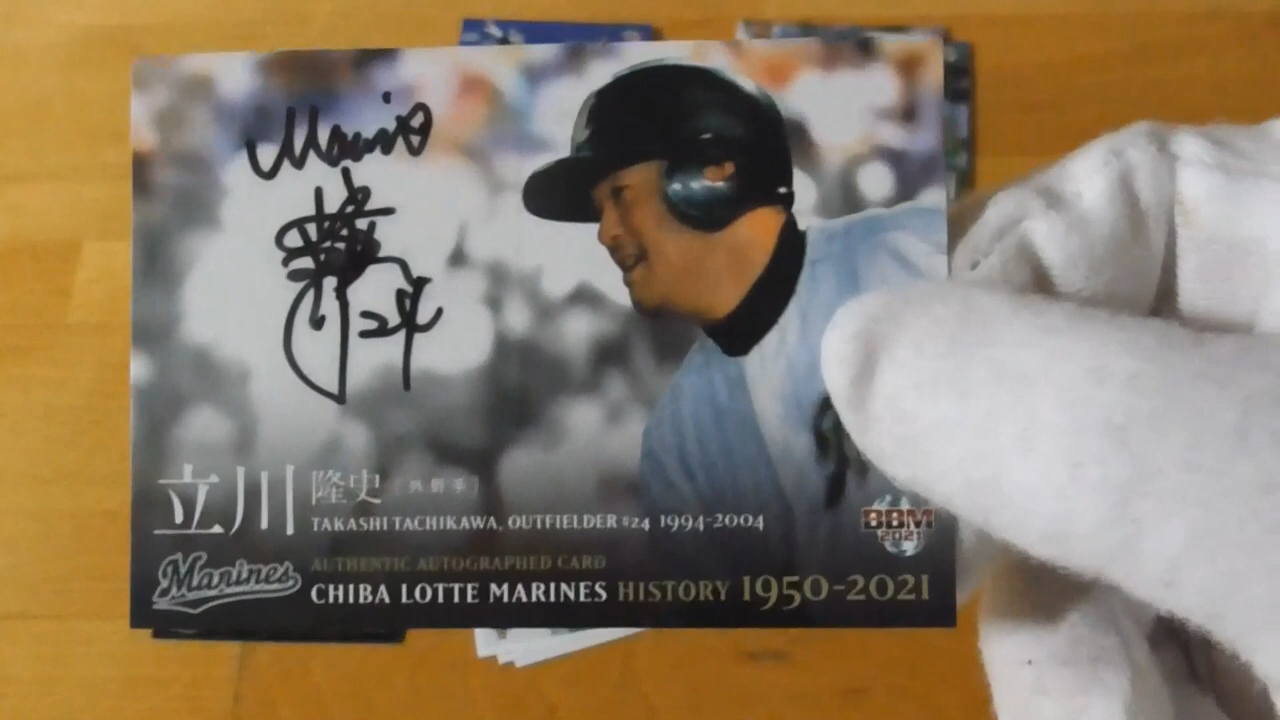 24
立川 隆史 [外野手]
TAKASHI TACHIKAWA, OUTFIELDER #24 1994-2004
BBM
2021
Marines
AUTHENTIC AUTOGRAPHED CARD
CHIBA LOTTE MARINES HISTORY 1950-2021